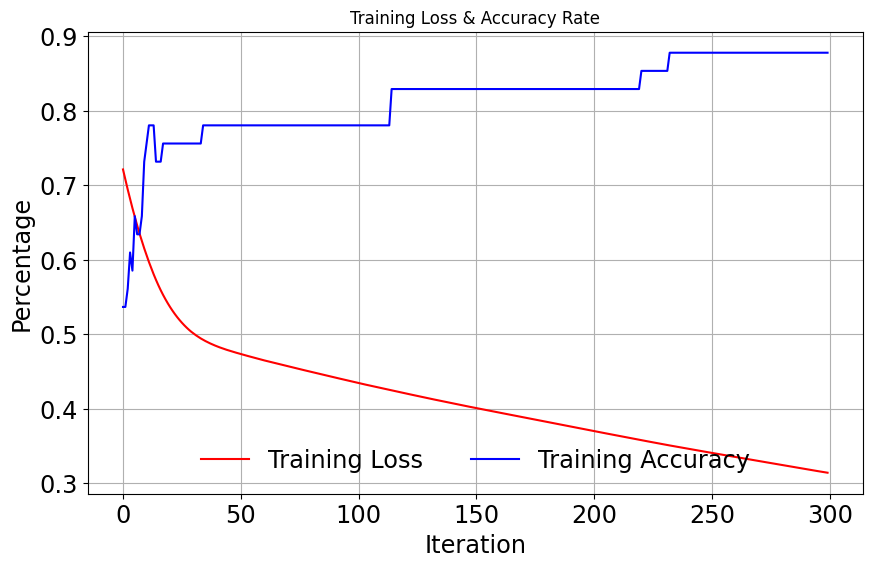 Training Loss & Accuracy Rate
0.9
0.8
0.7
0.6
0.5
0.4
0.3
Percentage
Training Loss
Training Accuracy
0 50 100 150 200 250 300
Iteration